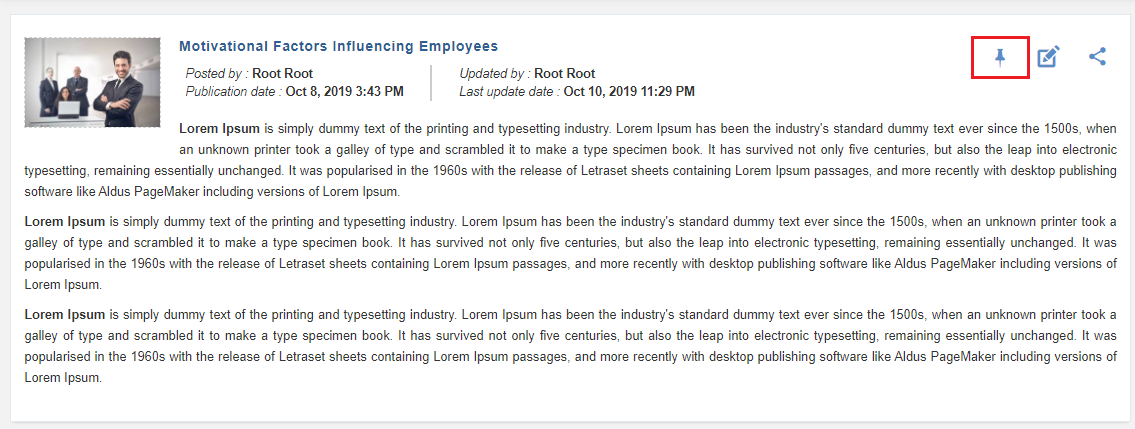 Motivational Factors Influencing Employees
Posted by : Root Root
Publication date : Oct 8, 2019 3:43 PM
Updated by : Root Root
Last update date : Oct 10, 2019 11:29 PM
Lorem Ipsum is simply dummy text of the printing and typesetting industry. Lorem Ipsum has been the industry's standard dummy text ever since the 1500s, when
an unknown printer took a galley of type and scrambled it to make a type specimen book. It has survived not only five centuries, but also the leap into electronic
typesetting, remaining essentially unchanged. It was popularised in the 1960s with the release of Letraset sheets containing Lorem Ipsum passages, and more recently with desktop publishing
software like Aldus PageMaker including versions of Lorem Ipsum.
Lorem Ipsum is simply dummy text of the printing and typesetting industry. Lorem Ipsum has been the industry's standard dummy text ever since the 1500s, when an unknown printer took a
galley of type and scrambled it to make a type specimen book. It has survived not only five centuries, but also the leap into electronic typesetting, remaining essentially unchanged. It was
popularised in the 1960s with the release of Letraset sheets containing Lorem Ipsum passages, and more recently with desktop publishing software like Aldus PageMaker including versions of
Lorem Ipsum.
Lorem Ipsum is simply dummy text of the printing and typesetting industry. Lorem Ipsum has been the industry's standard dummy text ever since the 1500s, when an unknown printer took a
galley of type and scrambled it to make a type specimen book. It has survived not only five centuries, but also the leap into electronic typesetting, remaining essentially unchanged. It was
popularised in the 1960s with the release of Letraset sheets containing Lorem Ipsum passages, and more recently with desktop publishing software like Aldus PageMaker including versions of
Lorem Ipsum.